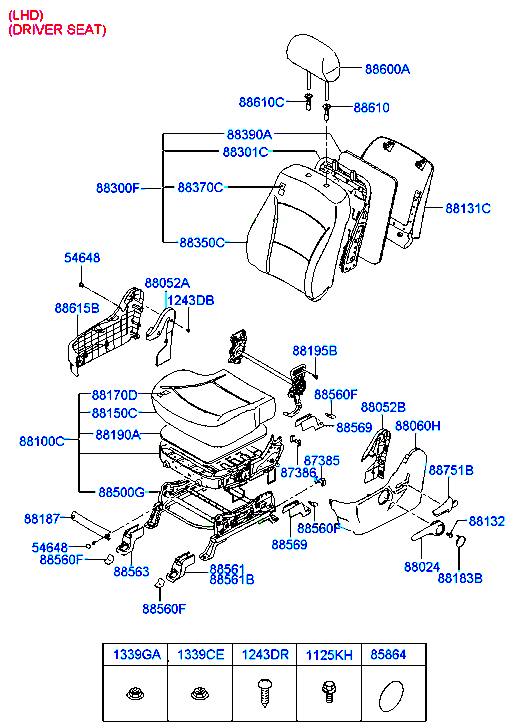 (LHD)
(DRIVER SEAT)
88600A
88610C
88610
88390A
88301C
88300F
88370C
88131C
88350C
54648
88052A
88615B
1243DB
88195B
88170D
88560F
88150C
88052B
88190A
88569
88060H
88100C
87386
87385
88751B
88500G
88187
88560F
88132
54648
88560F
88563
88561
88561B
88569
88024
88183B
88560F
1339GA
1339CE
1243DR
1125KH
85864